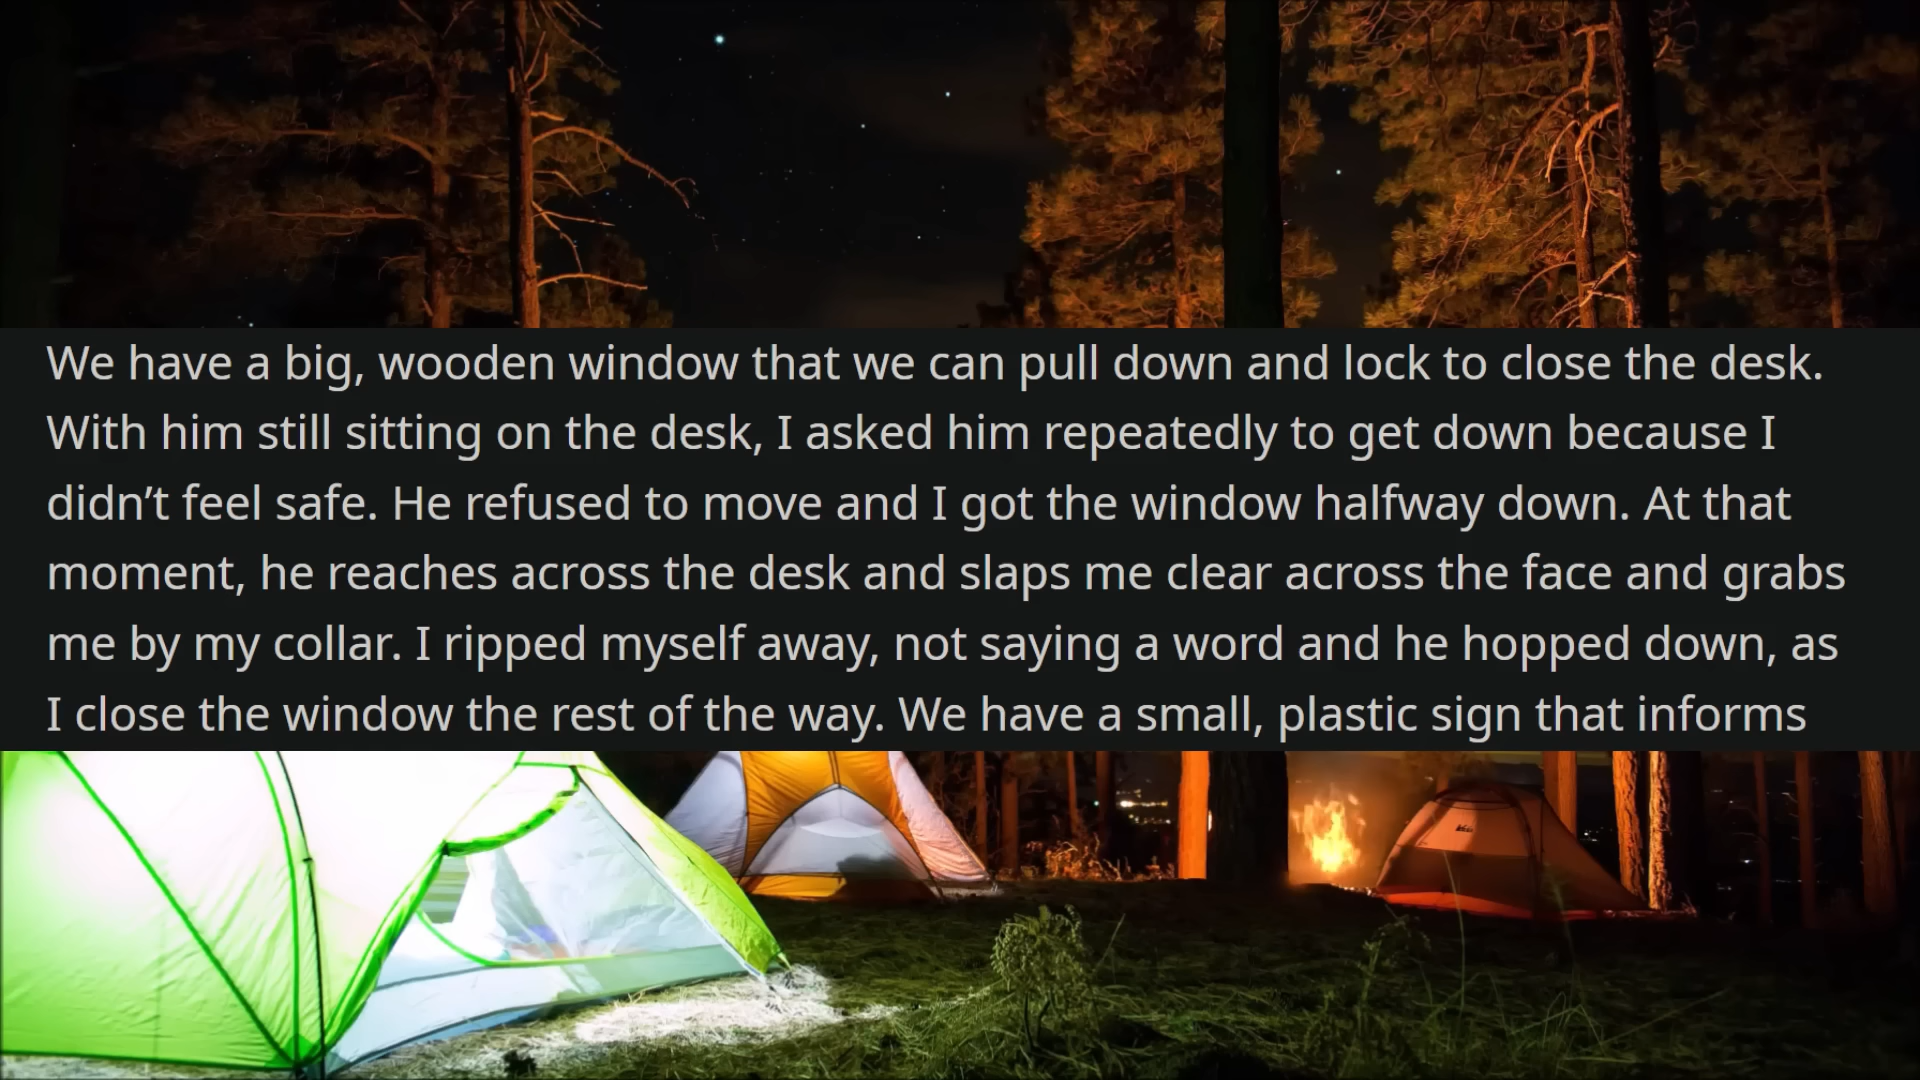 We have a big, wooden window that we can pull down and lock to close the desk.
With him still sitting on the desk, I asked him repeatedly to get down because I
didn’t feel safe. He refused to move and I got the window halfway down. At that
moment, he reaches across the desk and slaps me clear across the face and grabs
me by my collar. I ripped myself away, not saying a word and he hopped down, as
I close the window the rest of the way. We have a small, plastic sign that informs